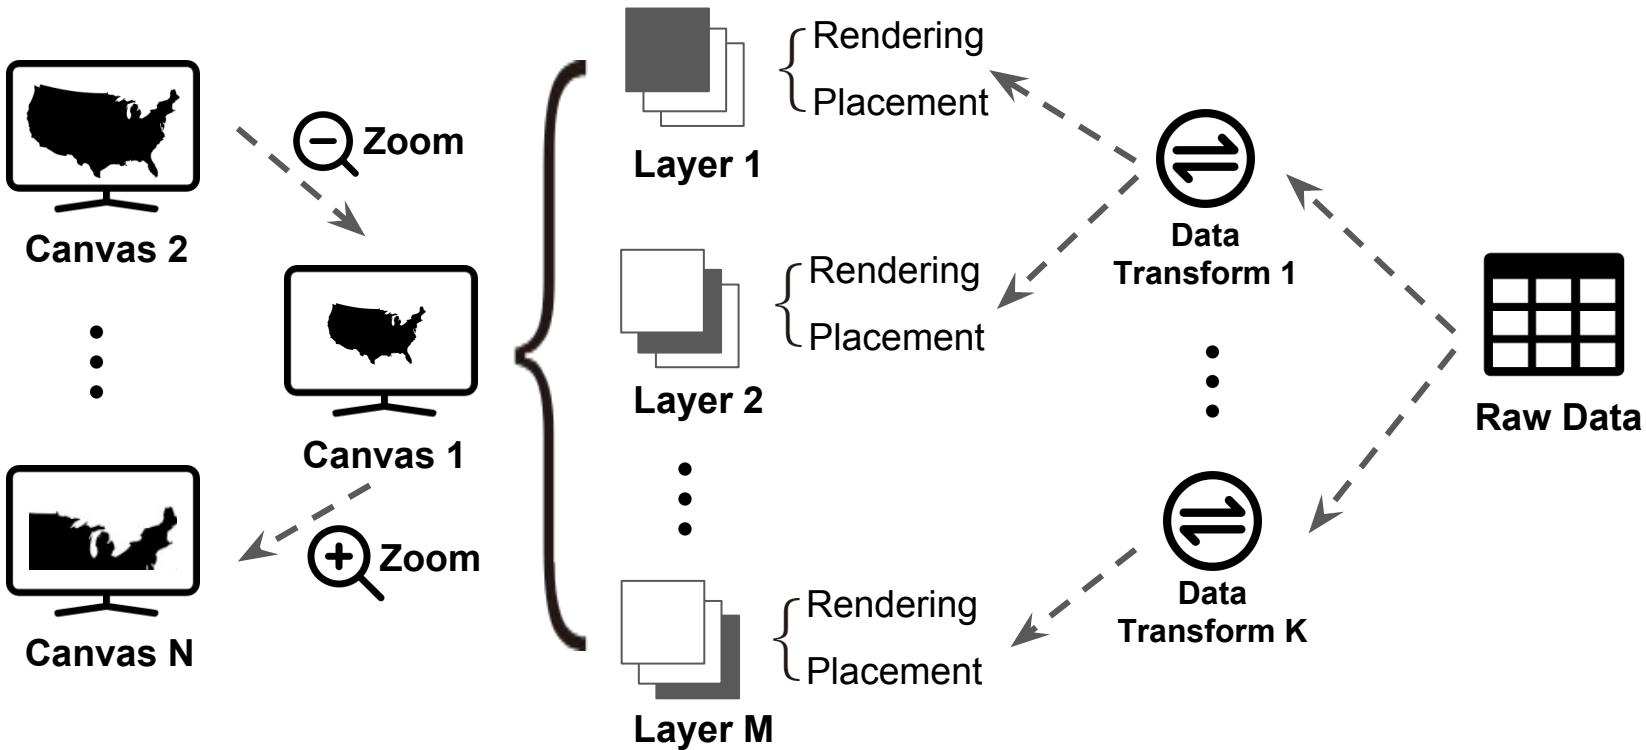 Canvas 2
Zoom
Canvas 1
Zoom
Canvas N
Rendering
Placement
Layer 1
Rendering
Placement
Layer 2
Rendering
Placement
Layer M
Data
Transform 1
Data
Transform K
Raw Data